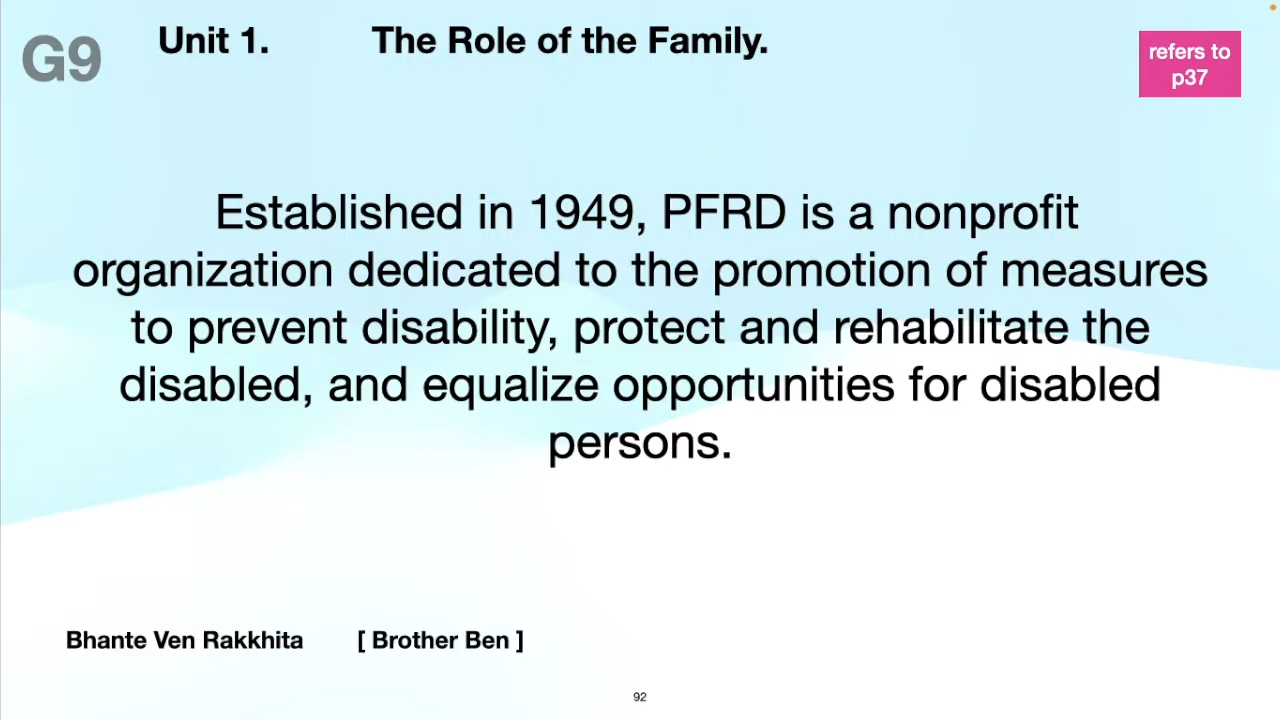 G9
Unit 1. The Role of the Family.
refers to
p37
Established in 1949, PFRD is a nonprofit
organization dedicated to the promotion of measures
to prevent disability, protect and rehabilitate the
disabled, and equalize opportunities for disabled
persons.
Bhante Ven Rakkhita [ Brother Ben ]
92